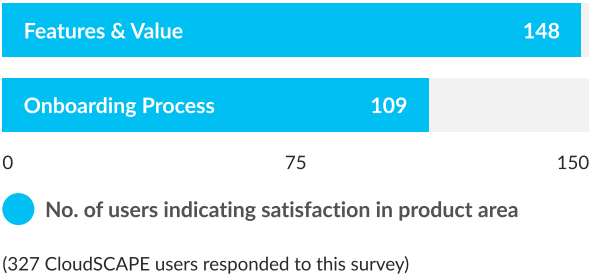 Features & Value 148
Onboarding Process 109
0 75 150
No. of users indicating satisfaction in product area
(327 CloudSCAPE users responded to this survey)